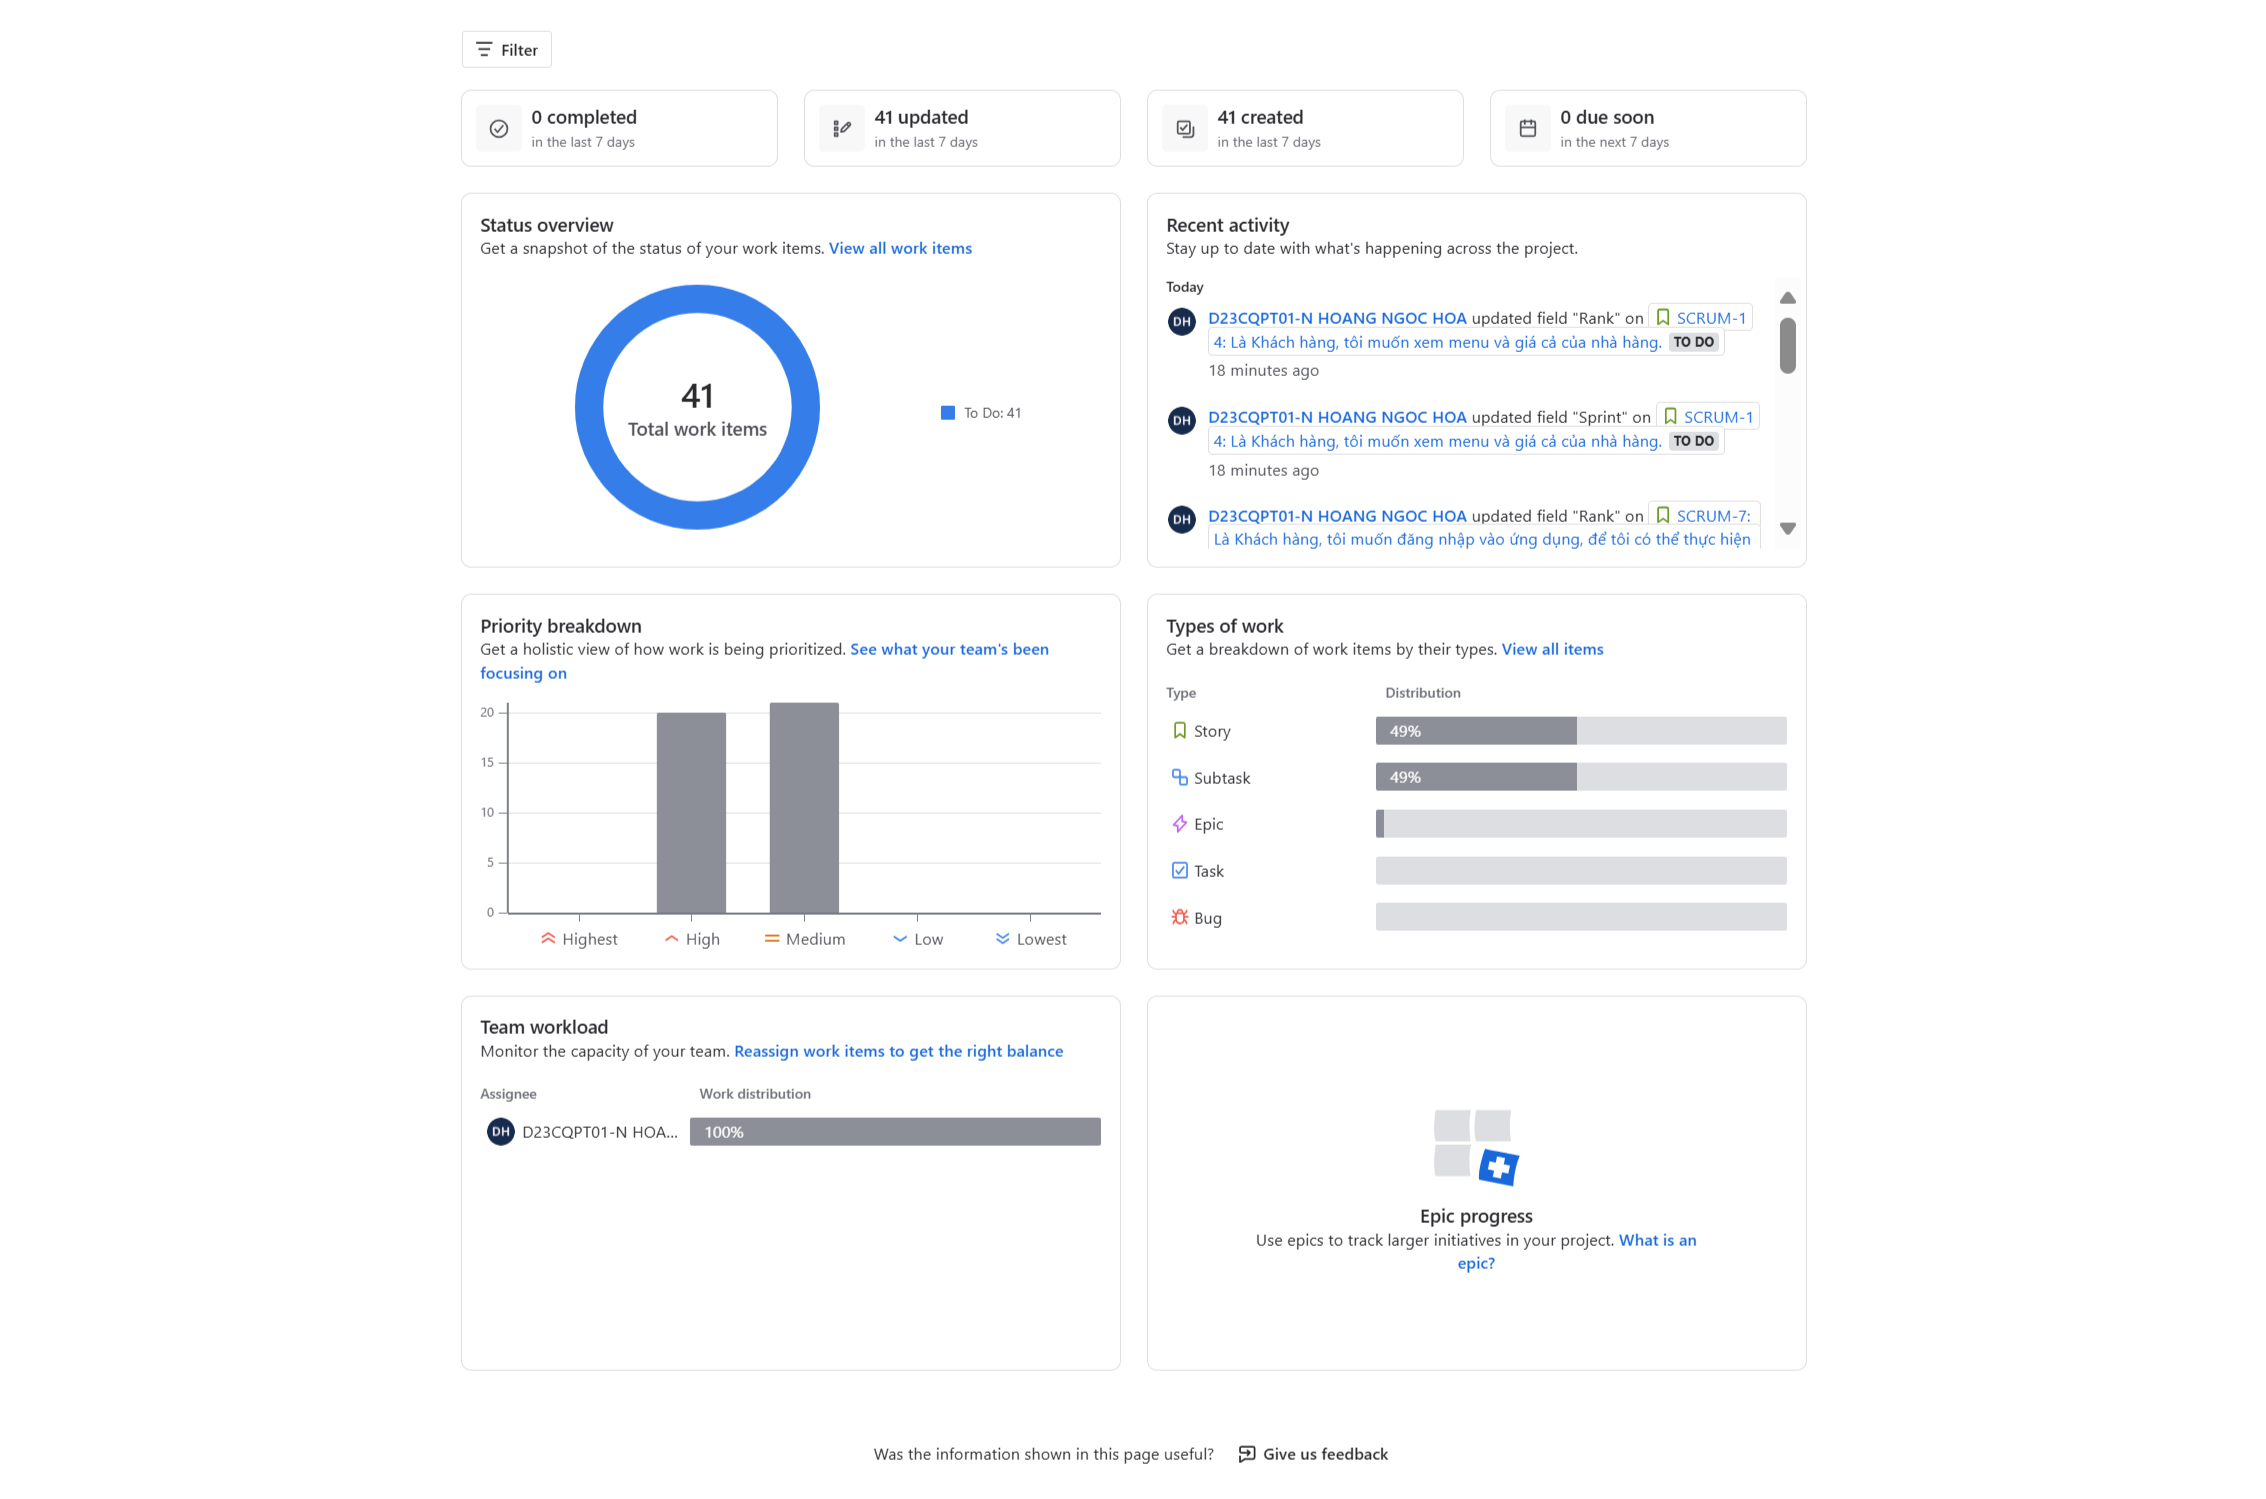 Filter
0 completed
in the last 7 days
41 updated
in the last 7 days
41 created
in the last 7 days
0 due soon
in the next 7 days
Status overview
Get a snapshot of the status of your work items. View all work items
41
Total work items
To Do: 41
Recent activity
Stay up to date with what's happening across the project.
Today
DH D23CQPT01-N HOANG NGOC HOA updated field "Rank" on SCRUM-1
4: Là Khách hàng, tôi muốn xem menu và giá cả của nhà hàng. TO DO
18 minutes ago
DH D23CQPT01-N HOANG NGOC HOA updated field "Sprint" on SCRUM-1
4: Là Khách hàng, tôi muốn xem menu và giá cả của nhà hàng. TO DO
18 minutes ago
DH D23CQPT01-N HOANG NGOC HOA updated field "Rank" on SCRUM-7:
Là Khách hàng, tôi muốn đăng nhập vào ứng dụng, để tôi có thể thực hiện
Priority breakdown
Get a holistic view of how work is being prioritized. See what your team's been
focusing on
20
15
10
5
0
Highest High Medium Low Lowest
Types of work
Get a breakdown of work items by their types. View all items
Type Distribution
Story 49%
Subtask 49%
Epic
Task
Bug
Team workload
Monitor the capacity of your team. Reassign work items to get the right balance
Assignee Work distribution
DH D23CQPT01-N HOA... 100%
Epic progress
Use epics to track larger initiatives in your project. What is an
epic?
Was the information shown in this page useful? Give us feedback